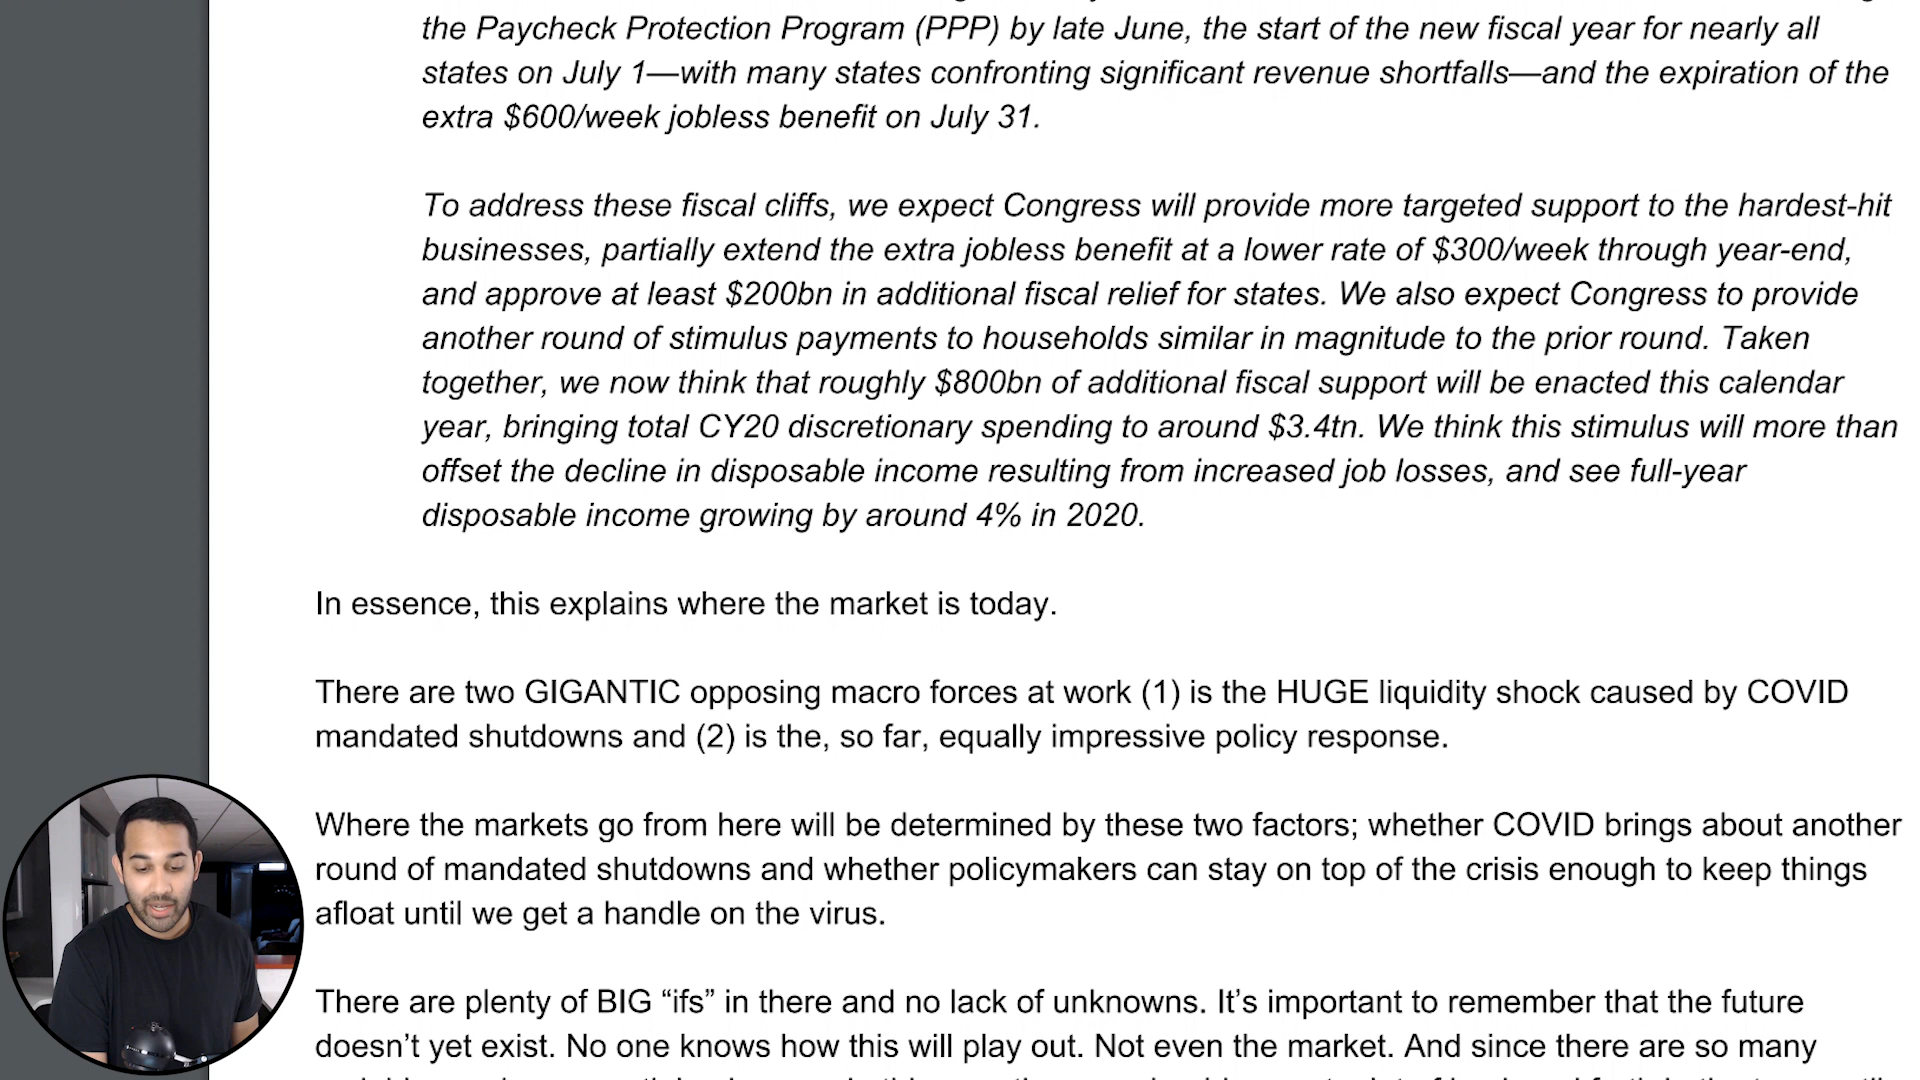 the Paycheck Protection Program (PPP) by late June, the start of the new fiscal year for nearly all
states on July 1—with many states confronting significant revenue shortfalls—and the expiration of the
extra $600/week jobless benefit on July 31.
To address these fiscal cliffs, we expect Congress will provide more targeted support to the hardest-hit
businesses, partially extend the extra jobless benefit at a lower rate of $300/week through year-end,
and approve at least $200bn in additional fiscal relief for states. We also expect Congress to provide
another round of stimulus payments to households similar in magnitude to the prior round. Taken
together, we now think that roughly $800bn of additional fiscal support will be enacted this calendar
year, bringing total CY20 discretionary spending to around $3.4tn. We think this stimulus will more than
offset the decline in disposable income resulting from increased job losses, and see full-year
disposable income growing by around 4% in 2020.
In essence, this explains where the market is today.
There are two GIGANTIC opposing macro forces at work (1) is the HUGE liquidity shock caused by COVID
mandated shutdowns and (2) is the, so far, equally impressive policy response.
Where the markets go from here will be determined by these two factors; whether COVID brings about another
round of mandated shutdowns and whether policymakers can stay on top of the crisis enough to keep things
afloat until we get a handle on the virus.
There are plenty of BIG “ifs” in there and no lack of unknowns. It’s important to remember that the future
doesn’t yet exist. No one knows how this will play out. Not even the market. And since there are so many